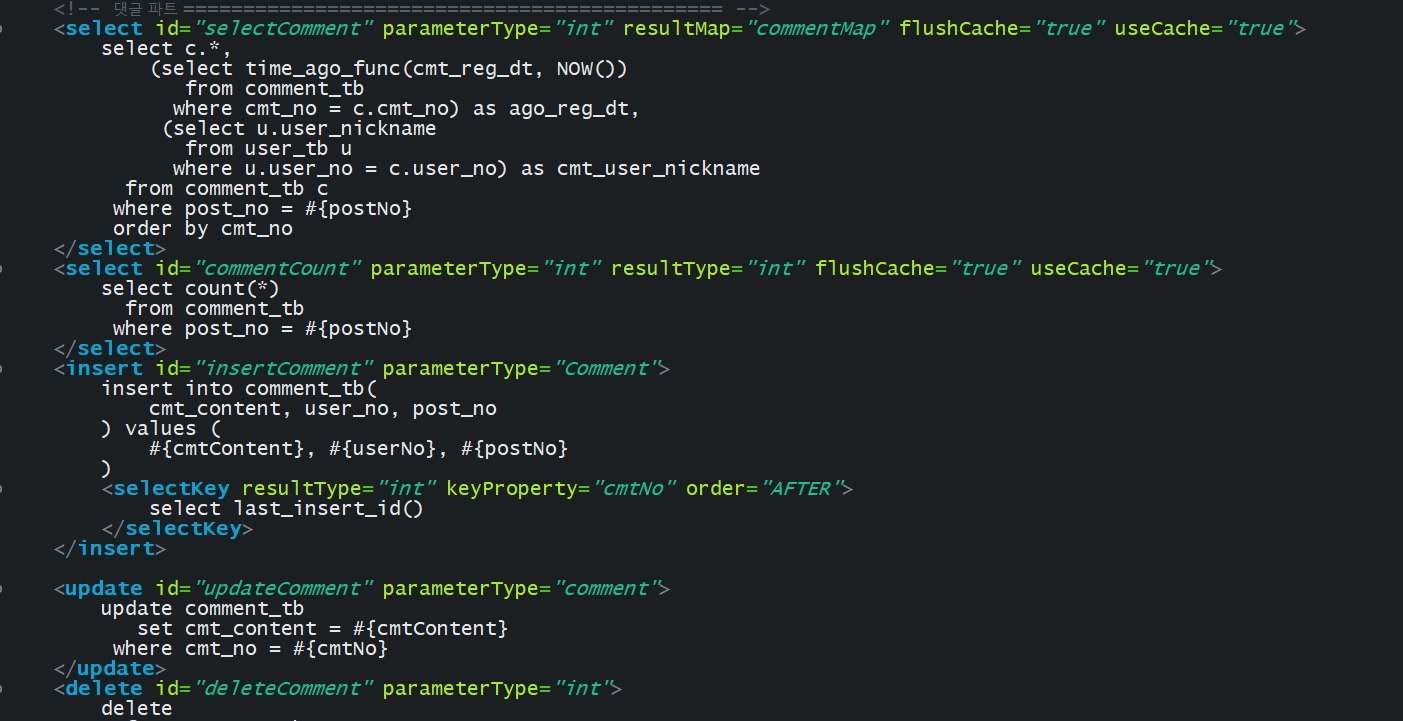 <!-- 댓글 파트 ============================================= -->
<select id="selectComment" parameterType="int" resultMap="commentMap" flushCache="true" useCache="true">
select c.*,
(select time_ago_func(cmt_reg_dt, NOW())
from comment_tb
where cmt_no = c.cmt_no) as ago_reg_dt,
(select u.user_nickname
from user_tb u
where u.user_no = c.user_no) as cmt_user_nickname
from comment_tb c
where post_no = #{postNo}
order by cmt_no
</select>
<select id="commentCount" parameterType="int" resultType="int" flushCache="true" useCache="true">
select count(*)
from comment_tb
where post_no = #{postNo}
</select>
<insert id="insertComment" parameterType="Comment">
insert into comment_tb(
cmt_content, user_no, post_no
) values (
#{cmtContent}, #{userNo}, #{postNo}
)
<selectKey resultType="int" keyProperty="cmtNo" order="AFTER">
select last_insert_id()
</selectKey>
</insert>
<update id="updateComment" parameterType="comment">
update comment_tb
set cmt_content = #{cmtContent}
where cmt_no = #{cmtNo}
</update>
<delete id="deleteComment" parameterType="int">
delete